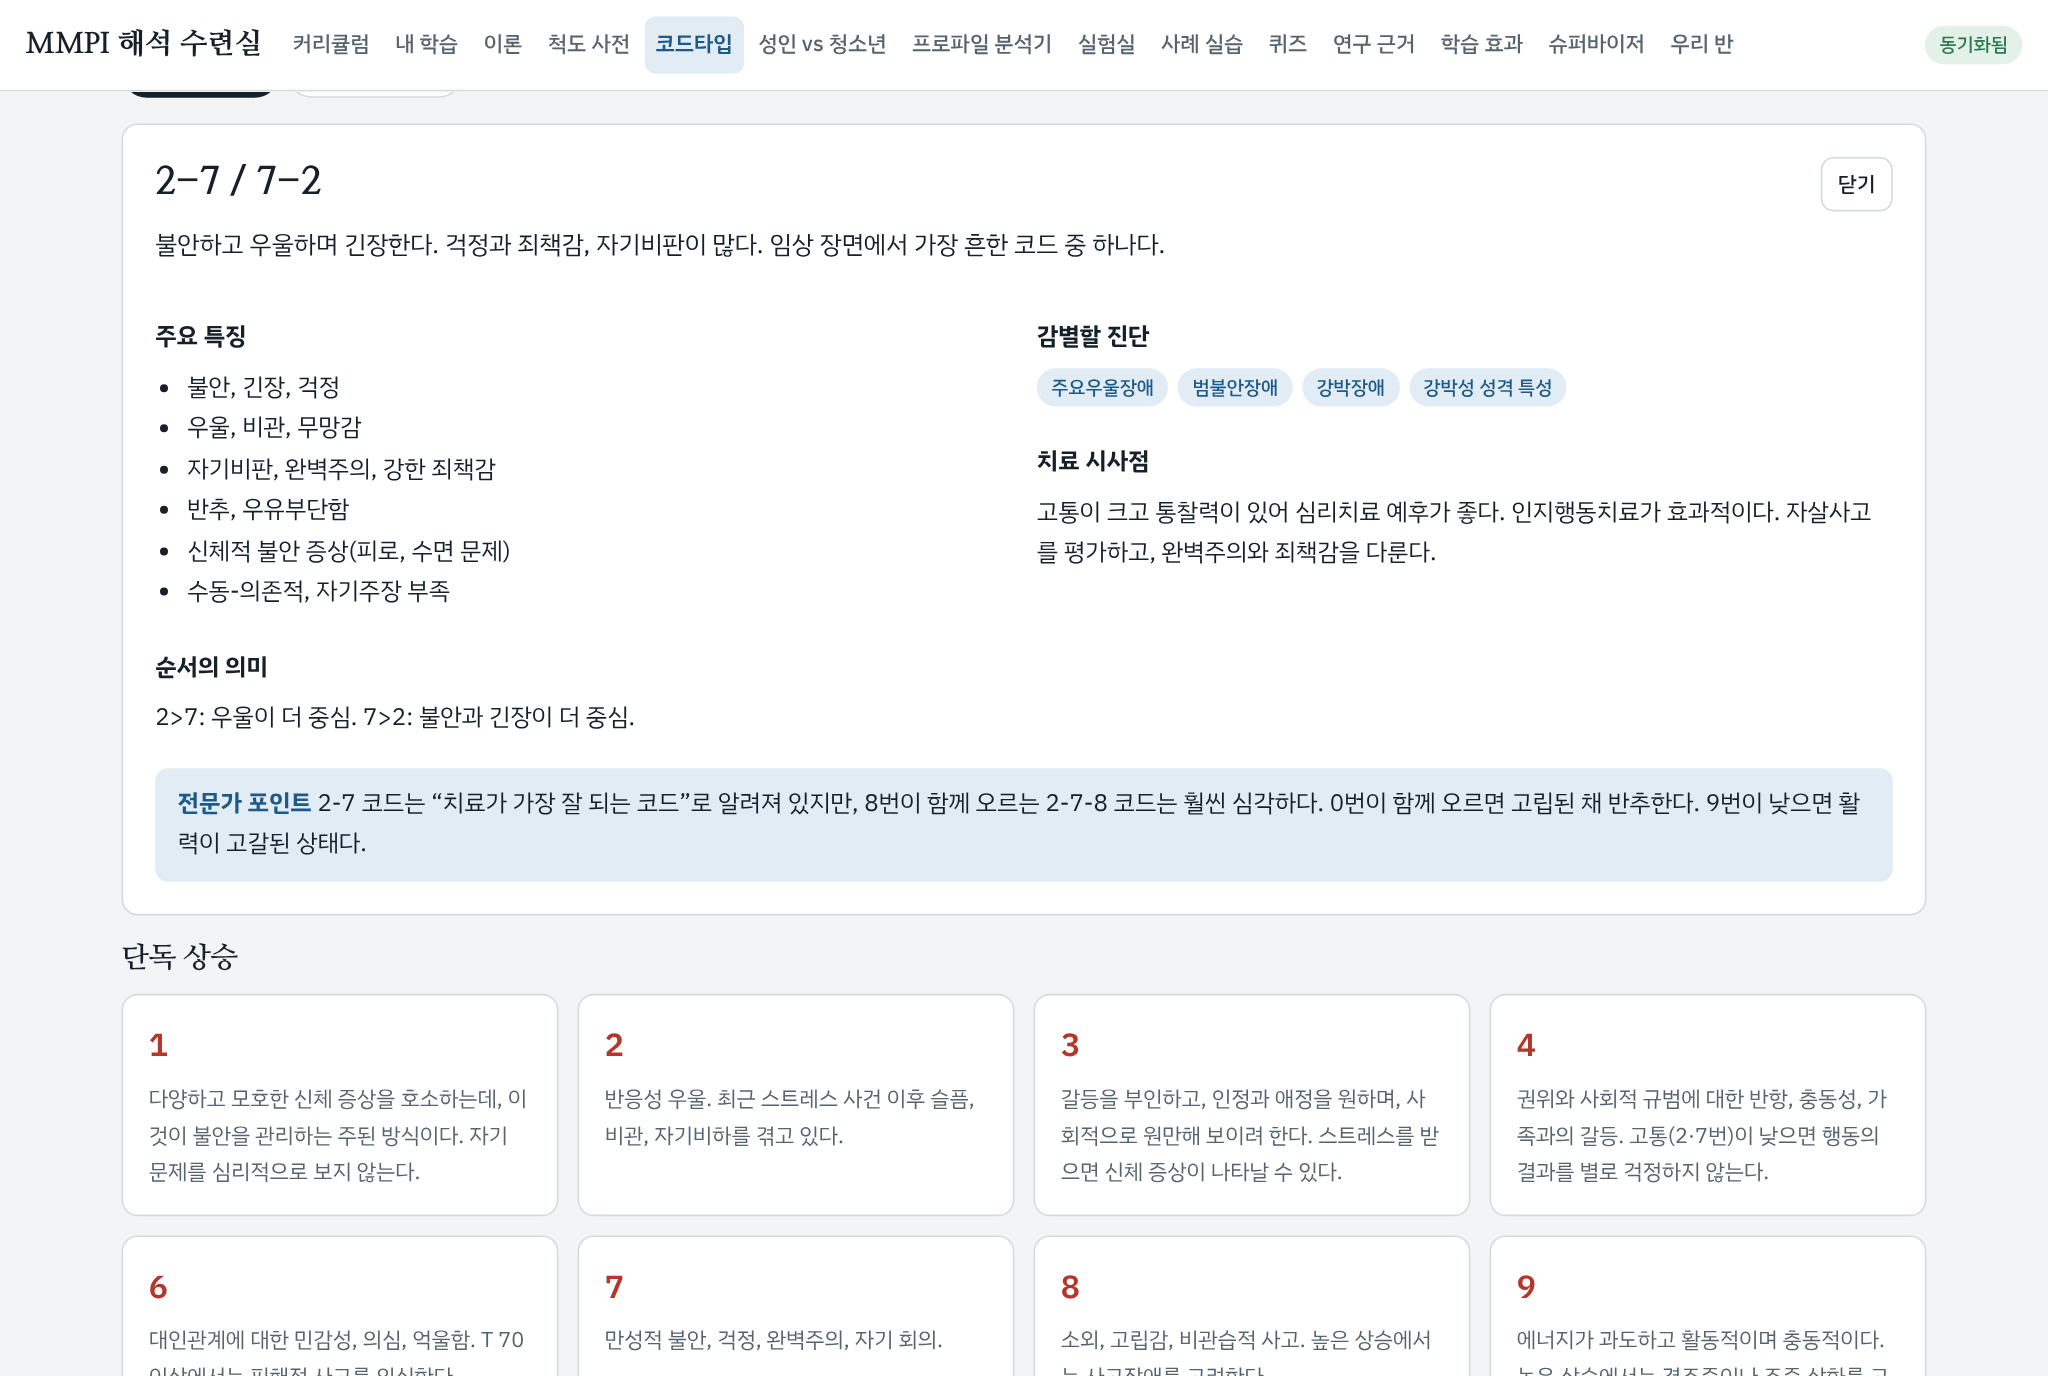 MMPI 해석 수련실 커리큘럼 내 학습 이론 척도 사전 코드타입 성인 vs 청소년 프로파일 분석기 실험실 사례 실습 퀴즈 연구 근거 학습 효과 슈퍼바이저 우리 반 동기화됨
2–7 / 7–2
닫기
불안하고 우울하며 긴장한다. 걱정과 죄책감, 자기비판이 많다. 임상 장면에서 가장 흔한 코드 중 하나다.
주요 특징
• 불안, 긴장, 걱정
• 우울, 비관, 무망감
• 자기비판, 완벽주의, 강한 죄책감
• 반추, 우유부단함
• 신체적 불안 증상(피로, 수면 문제)
• 수동-의존적, 자기주장 부족
감별할 진단
주요우울장애 범불안장애 강박장애 강박성 성격 특성
치료 시사점
고통이 크고 통찰력이 있어 심리치료 예후가 좋다. 인지행동치료가 효과적이다. 자살사고
를 평가하고, 완벽주의와 죄책감을 다룬다.
순서의 의미
2>7: 우울이 더 중심. 7>2: 불안과 긴장이 더 중심.
전문가 포인트 2-7 코드는 “치료가 가장 잘 되는 코드”로 알려져 있지만, 8번이 함께 오르는 2-7-8 코드는 훨씬 심각하다. 0번이 함께 오르면 고립된 채 반추한다. 9번이 낮으면 활
력이 고갈된 상태다.
단독 상승
1
다양하고 모호한 신체 증상을 호소하는데, 이
것이 불안을 관리하는 주된 방식이다. 자기
문제를 심리적으로 보지 않는다.
2
반응성 우울. 최근 스트레스 사건 이후 슬픔,
비관, 자기비하를 겪고 있다.
3
갈등을 부인하고, 인정과 애정을 원하며, 사
회적으로 원만해 보이려 한다. 스트레스를 받
으면 신체 증상이 나타날 수 있다.
4
권위와 사회적 규범에 대한 반항, 충동성, 가
족과의 갈등. 고통(2·7번)이 낮으면 행동의
결과를 별로 걱정하지 않는다.
6
대인관계에 대한 민감성, 의심, 억울함. T 70
7
만성적 불안, 걱정, 완벽주의, 자기 회의.
8
소외, 고립감, 비관습적 사고. 높은 상승에서
는 사고장애를 고려한다.
9
에너지가 과도하고 활동적이며 충동적이다.